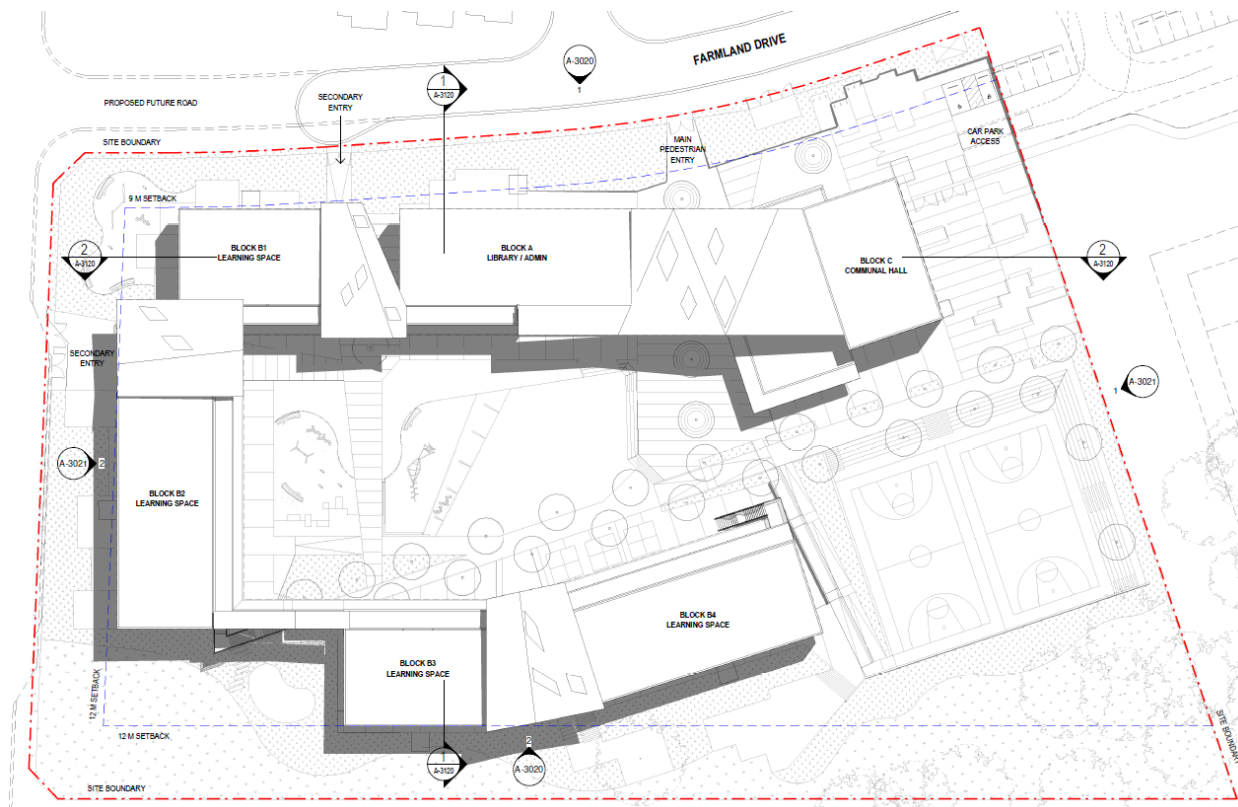 FARMLAND DRIVE
A-3020
1
1
A-3120
SECONDARY
ENTRY
PROPOSED FUTURE ROAD
SITE BOUNDARY
MAIN
PEDESTRIAN
ENTRY
CAR PARK
ACCESS
9 M SETBACK
BLOCK B1
LEARNING SPACE
BLOCK A
LIBRARY / ADMIN
BLOCK C
COMMUNAL HALL
2
A-3120
2
A-3120
SECONDARY
ENTRY
A-3021
1
A-3021
2
BLOCK B2
LEARNING SPACE
BLOCK B4
LEARNING SPACE
BLOCK B3
LEARNING SPACE
12 M SETBACK
12 M SETBACK
SITE BOUNDARY
2
A-3020
1
A-3120
SITE BOUNDARY